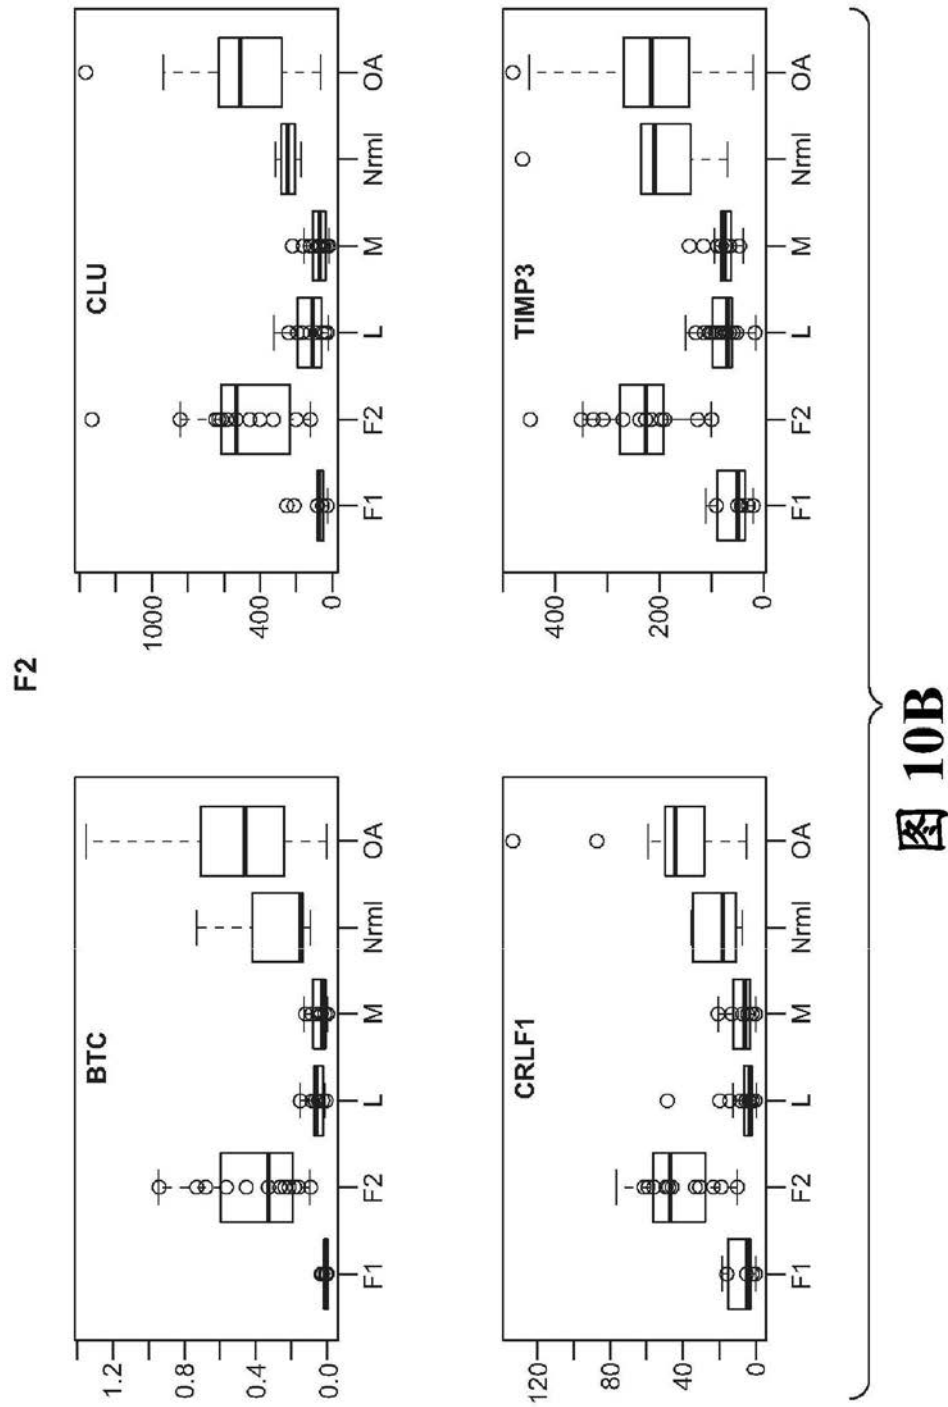 F2
BTC
1.2
0.8
0.4
0.0
F1 F2 L M Nrml OA
CLU
1000
400
0
F1 F2 L M Nrml OA
CRLF1
120
80
40
0
F1 F2 L M Nrml OA
TIMP3
400
200
0
F1 F2 L M Nrml OA
图 10B